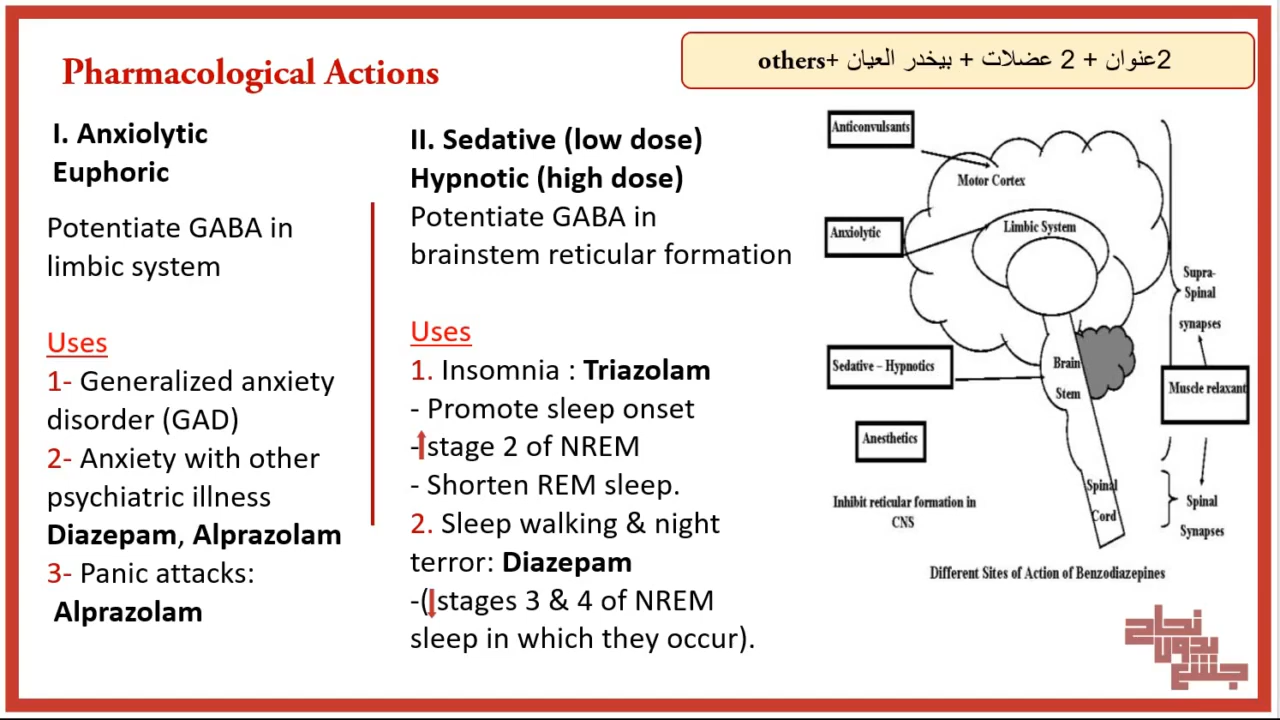 Pharmacological Actions
2عنوان + 2 عضلات + بيخدر العيان +others
I. Anxiolytic
Euphoric
Potentiate GABA in
limbic system
Uses
1- Generalized anxiety
disorder (GAD)
2- Anxiety with other
psychiatric illness
Diazepam, Alprazolam
3- Panic attacks:
Alprazolam
II. Sedative (low dose)
Hypnotic (high dose)
Potentiate GABA in
brainstem reticular formation
Uses
1. Insomnia : Triazolam
- Promote sleep onset
-↑stage 2 of NREM
- Shorten REM sleep.
2. Sleep walking & night
terror: Diazepam
-(↓stages 3 & 4 of NREM
sleep in which they occur).
Anticonvulsants
Motor Cortex
Anxiolytic
Limbic System
Supra-
Spinal
synapses
Sedative – Hypnotics
Brain
Stem
Muscle relaxant
Anesthetics
Inhibit reticular formation in
CNS
Spinal
Cord
Spinal
Synapses
Different Sites of Action of Benzodiazepines
نجاح
بدون
جشع